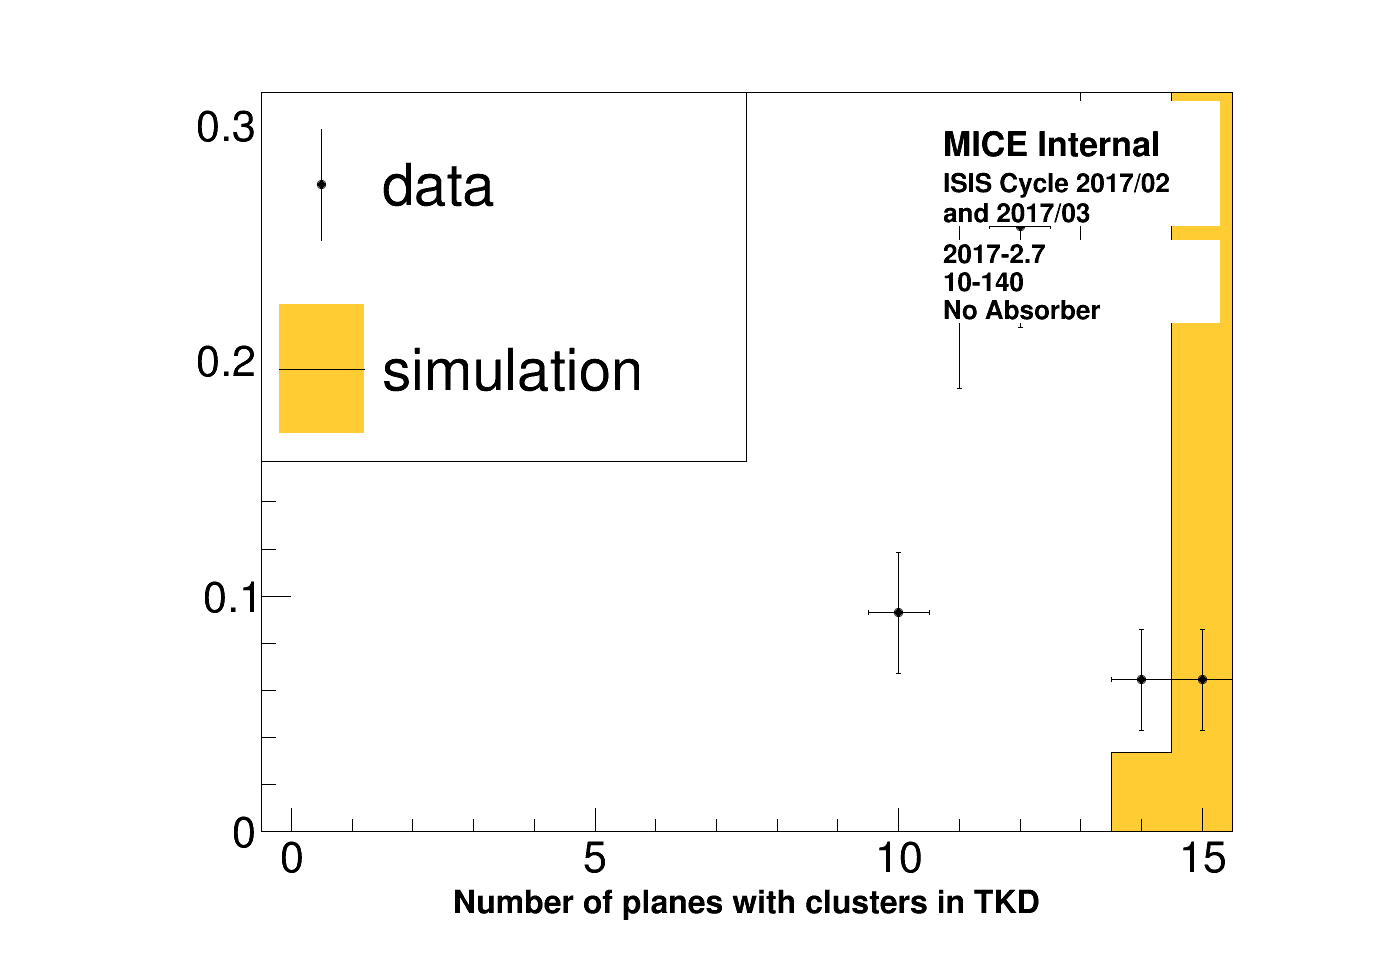 0.3
data
MICE Internal
ISIS Cycle 2017/02
and 2017/03
2017-2.7
10-140
No Absorber
0.2
simulation
0.1
0
0 5 10 15
Number of planes with clusters in TKD